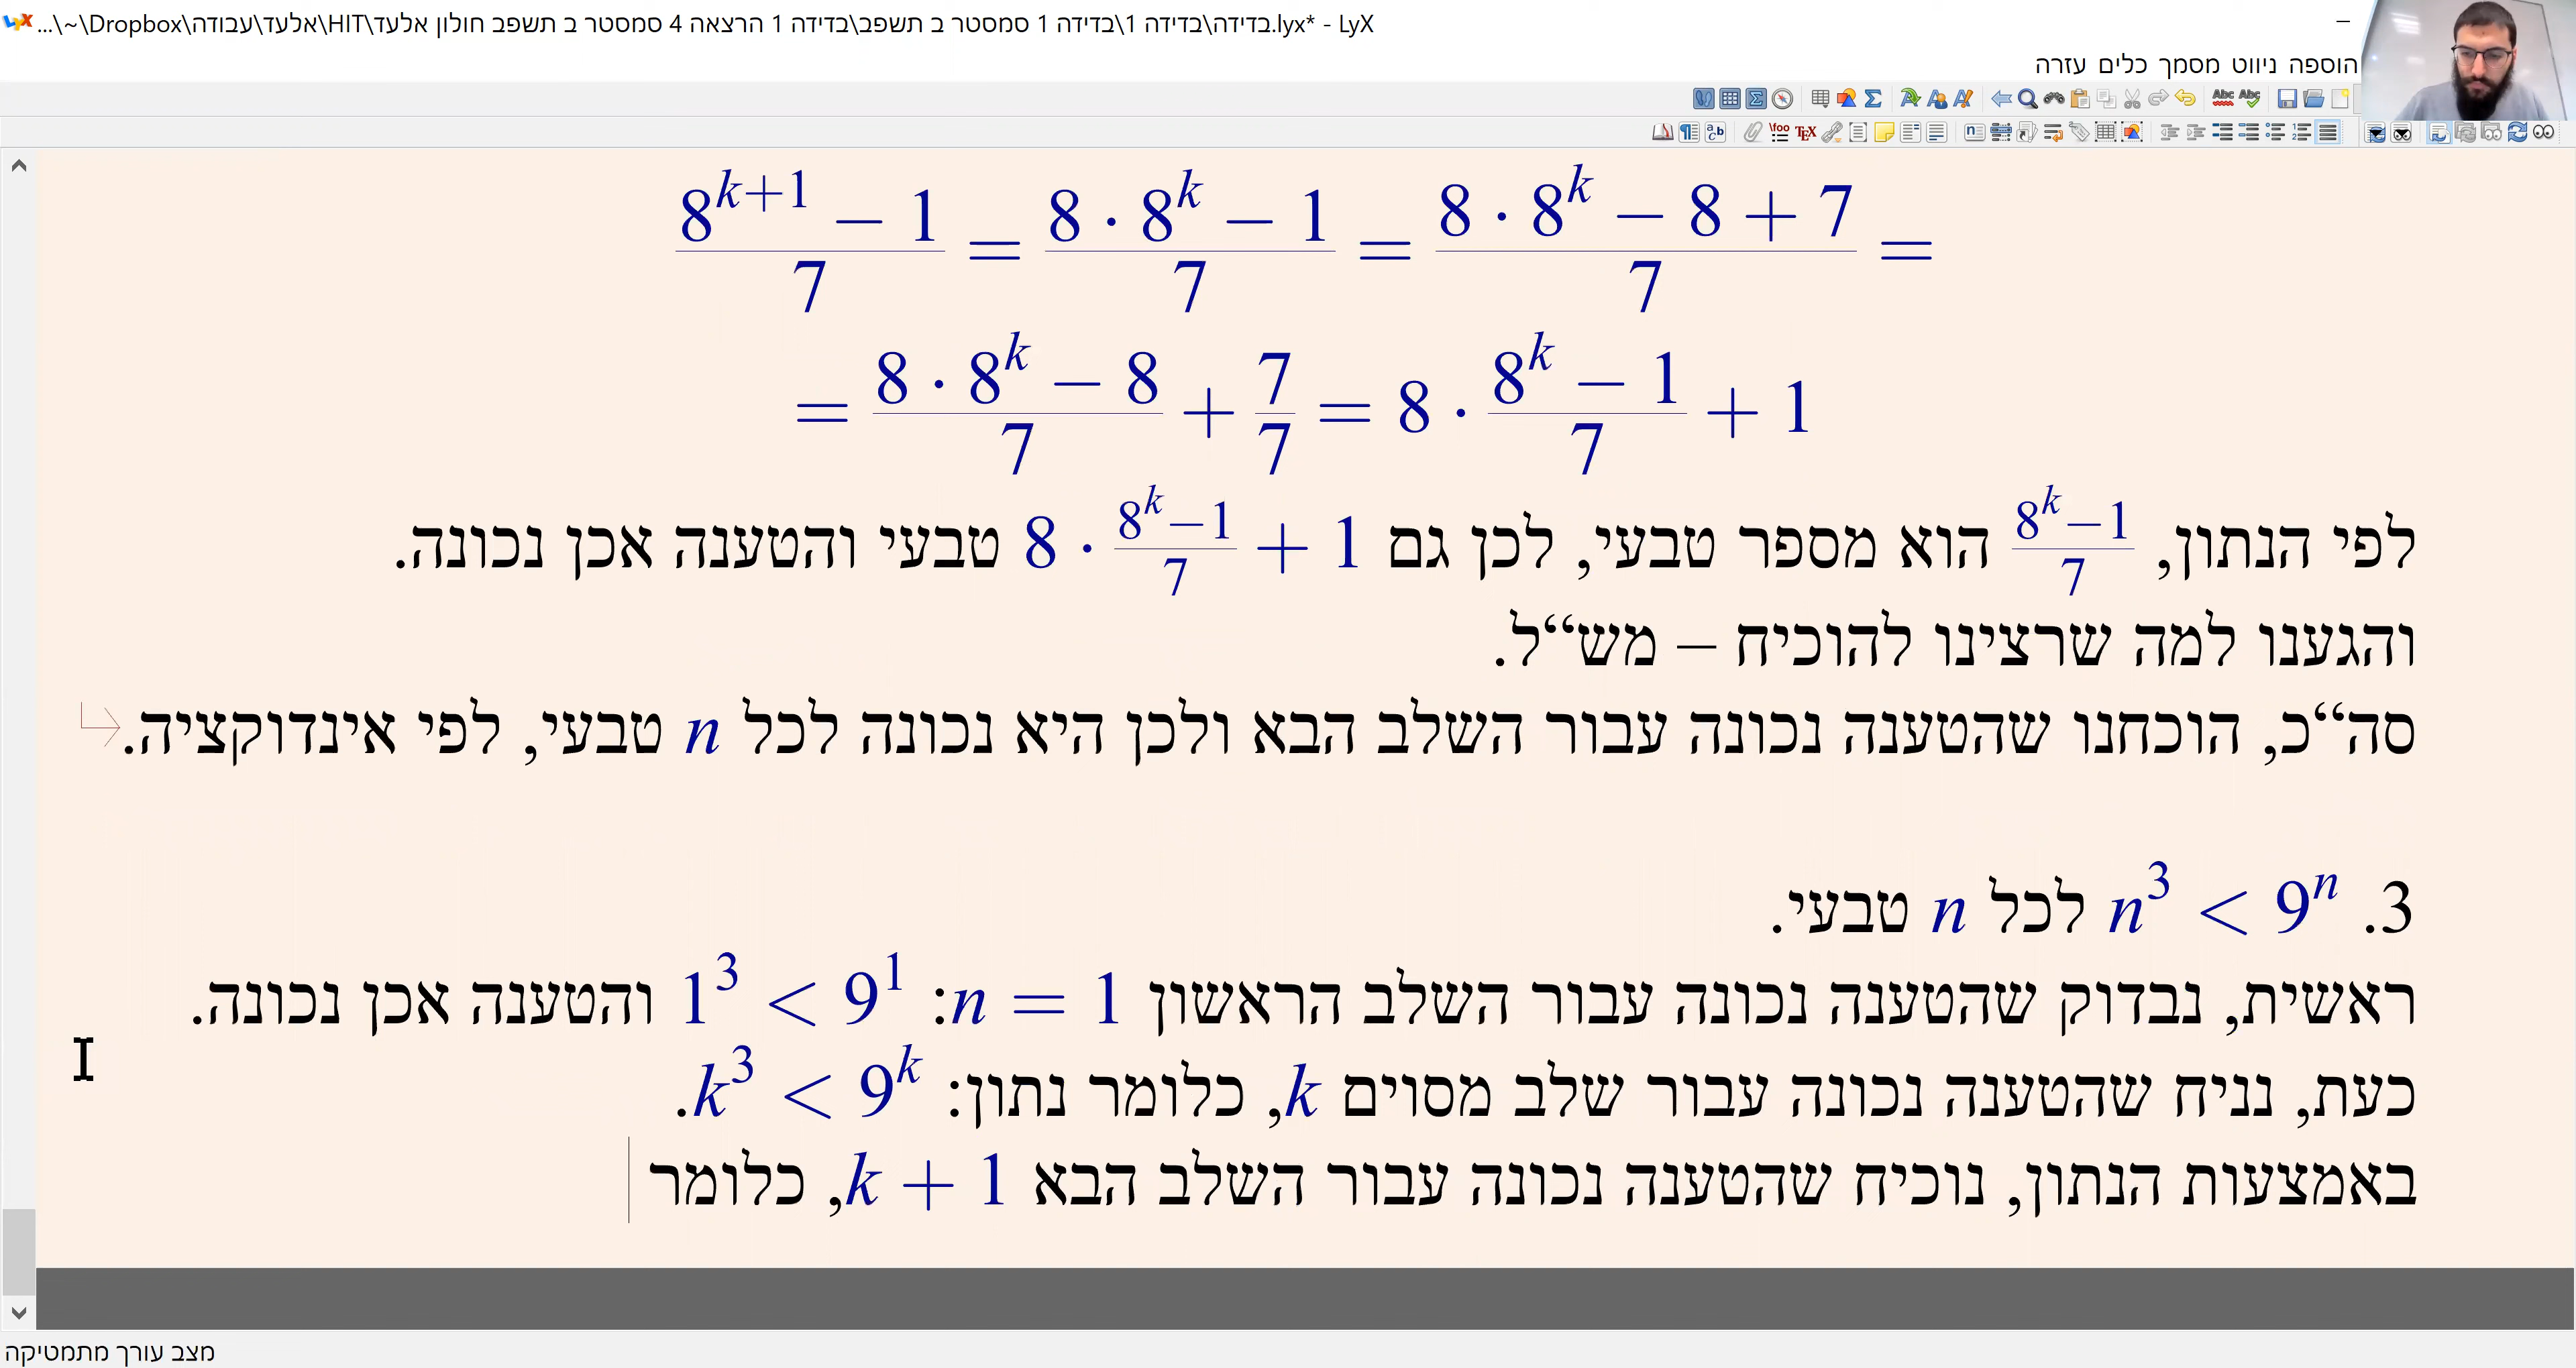 ...\~\Dropbox\בדידה\בדידה 1\בדידה 1 סמסטר ב תשפב\בדידה 1 הרצאה 4 סמסטר ב תשפב חולון אלעד\HIT\אלעד\עבודה.lyx* - LyX
הוספה ניווט מסמך כלים עזרה
8^{k+1} − 1 / 7 = 8 · 8^k − 1 / 7 = 8 · 8^k − 8 + 7 / 7 =
= 8 · 8^k − 8 / 7 + 7 / 7 = 8 · 8^k − 1 / 7 + 1
לפי הנתון, 8^k−1 / 7 הוא מספר טבעי, לכן גם 8 · 8^k−1 / 7 + 1 טבעי והטענה אכן נכונה.
והגענו למה שרצינו להוכיח – מש“ל.
סה“כ, הוכחנו שהטענה נכונה עבור השלב הבא ולכן היא נכונה לכל n טבעי, לפי אינדוקציה.
3. n^3 < 9^n לכל n טבעי.
ראשית, נבדוק שהטענה נכונה עבור השלב הראשון n = 1: 1^3 < 9^1 והטענה אכן נכונה.
כעת, נניח שהטענה נכונה עבור שלב מסוים k, כלומר נתון: k^3 < 9^k.
באמצעות הנתון, נוכיח שהטענה נכונה עבור השלב הבא k + 1, כלומר
מצב עורך מתמטיקה